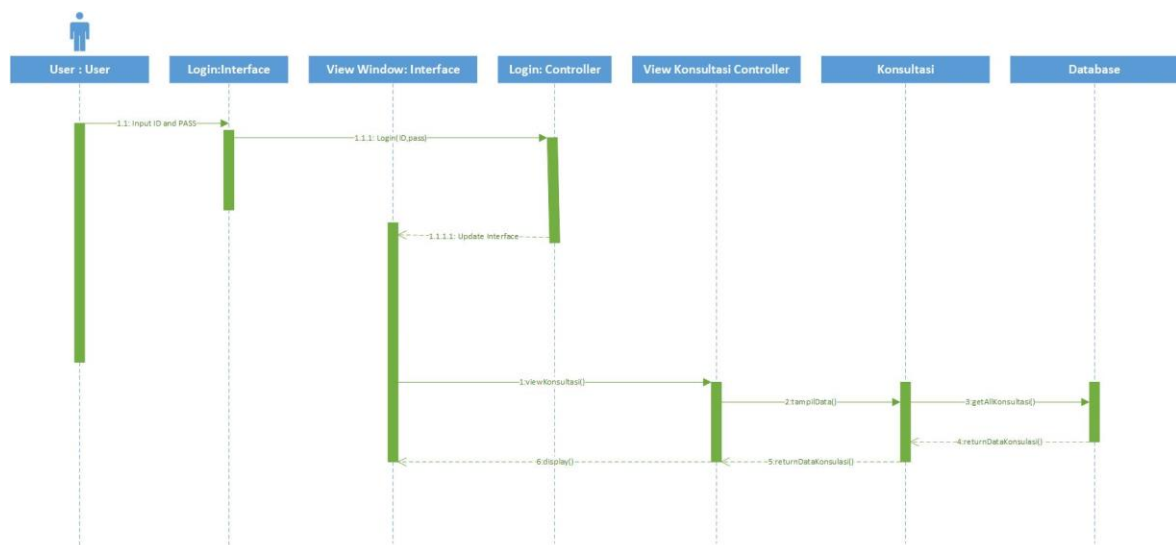 User : User
Login:Interface
View Window: Interface
Login: Controller
View Konsultasi Controller
Konsultasi
Database
1.1: Input ID and PASS
1.1.1: Login(ID,pass)
1.1.1.1: Update Interface
1:viewKonsultasi()
2:tampilData()
3:getAllKonsultasi()
4:returnDataKonsulasi()
5:returnDataKonsulasi()
6:display()